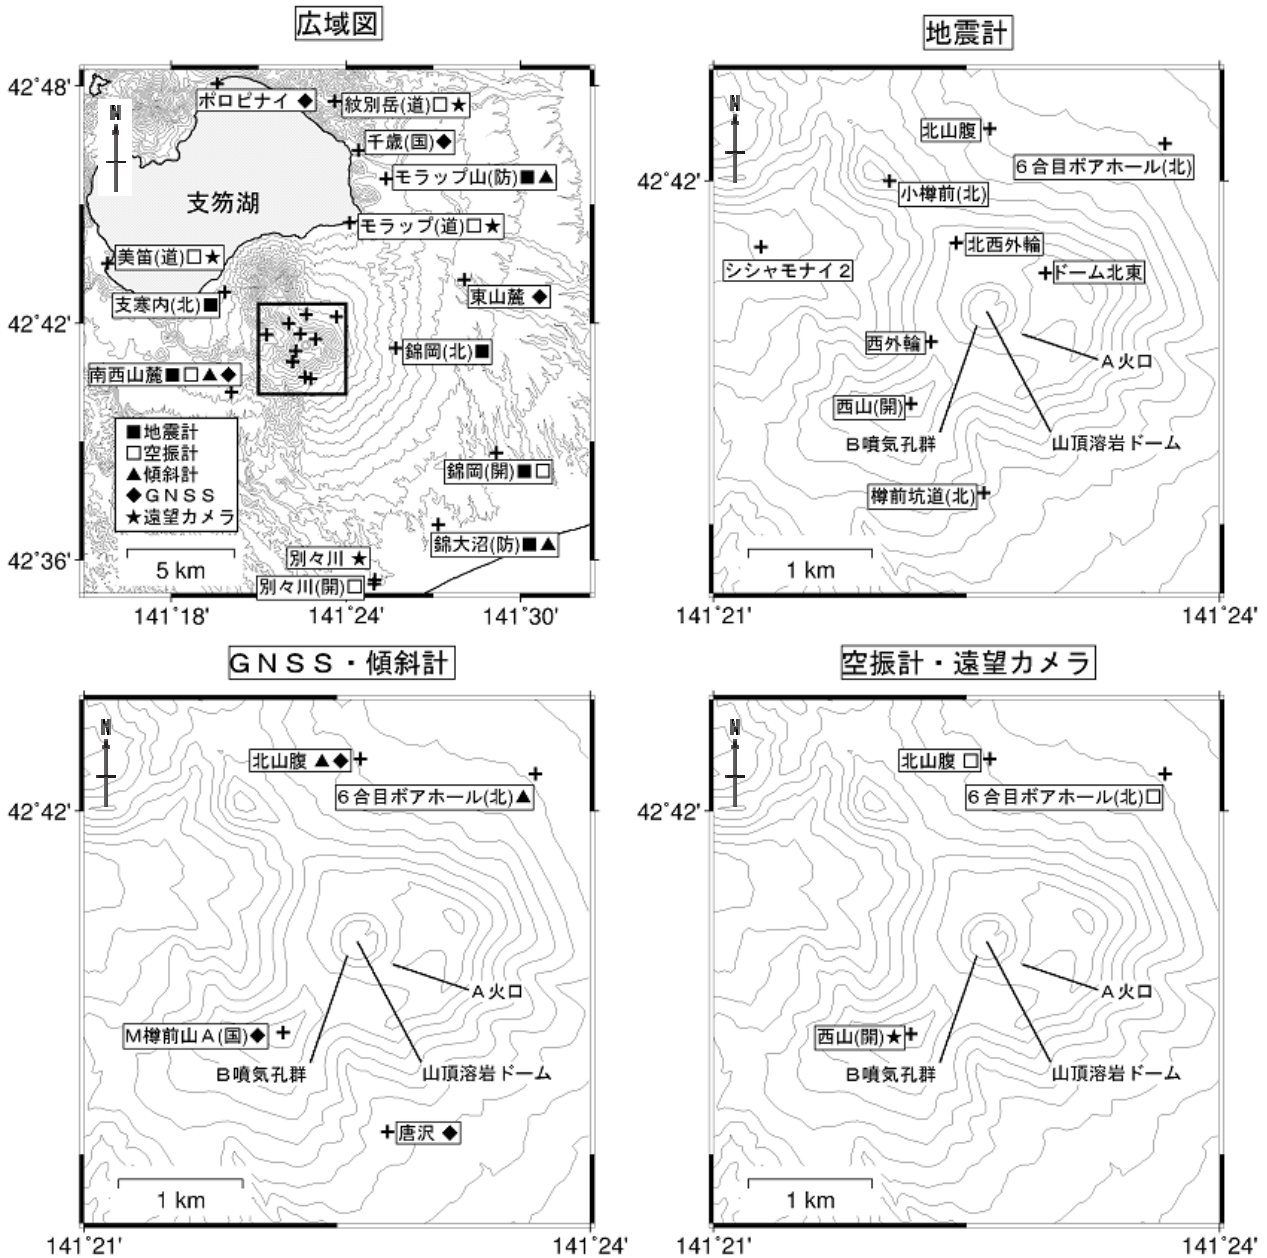 広域図
42°48'
N
ポロピナイ ◆
紋別岳(道)□★
千歳(国)◆
モラップ山(防)■▲
支笏湖
モラップ(道)□★
美笛(道)□★
支寒内(北)■
東山麓 ◆
42°42'
錦岡(北)■
南西山麓■□▲◆
■地震計
□空振計
▲傾斜計
◆GNSS
★遠望カメラ
錦岡(開)■□
錦大沼(防)■▲
別々川 ★
別々川(開)□
42°36'
5 km
141°18'
141°24'
141°30'
地震計
N
北山腹
6合目ボアホール(北)
42°42'
小樽前(北)
北西外輪
シシャモナイ2
ドーム北東
西外輪
A火口
西山(開)
B噴気孔群
山頂溶岩ドーム
樽前坑道(北)
1 km
141°21'
141°24'
GNSS・傾斜計
N
北山腹 ▲◆
6合目ボアホール(北)▲
42°42'
A火口
M樽前山A(国)◆
B噴気孔群
山頂溶岩ドーム
唐沢 ◆
1 km
141°21'
141°24'
空振計・遠望カメラ
N
北山腹 □
6合目ボアホール(北)□
42°42'
A火口
西山(開)★
B噴気孔群
山頂溶岩ドーム
1 km
141°21'
141°24'